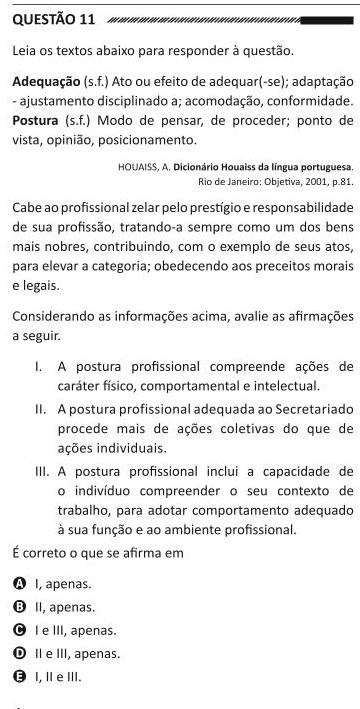 QUESTÃO 11
Leia os textos abaixo para responder à questão.
Adequação (s.f.) Ato ou efeito de adequar(-se); adaptação
- ajustamento disciplinado a; acomodação, conformidade.
Postura (s.f.) Modo de pensar, de proceder; ponto de
vista, opinião, posicionamento.
HOUAISS, A. Dicionário Houaiss da língua portuguesa.
Rio de Janeiro: Objetiva, 2001, p.81.
Cabe ao profissional zelar pelo prestígio e responsabilidade
de sua profissão, tratando-a sempre como um dos bens
mais nobres, contribuindo, com o exemplo de seus atos,
para elevar a categoria; obedecendo aos preceitos morais
e legais.
Considerando as informações acima, avalie as afirmações
a seguir.
I. A postura profissional compreende ações de
caráter físico, comportamental e intelectual.
II. A postura profissional adequada ao Secretariado
procede mais de ações coletivas do que de
ações individuais.
III. A postura profissional inclui a capacidade de
o indivíduo compreender o seu contexto de
trabalho, para adotar comportamento adequado
à sua função e ao ambiente profissional.
É correto o que se afirma em
A I, apenas.
B II, apenas.
C I e III, apenas.
D II e III, apenas.
E I, II e III.